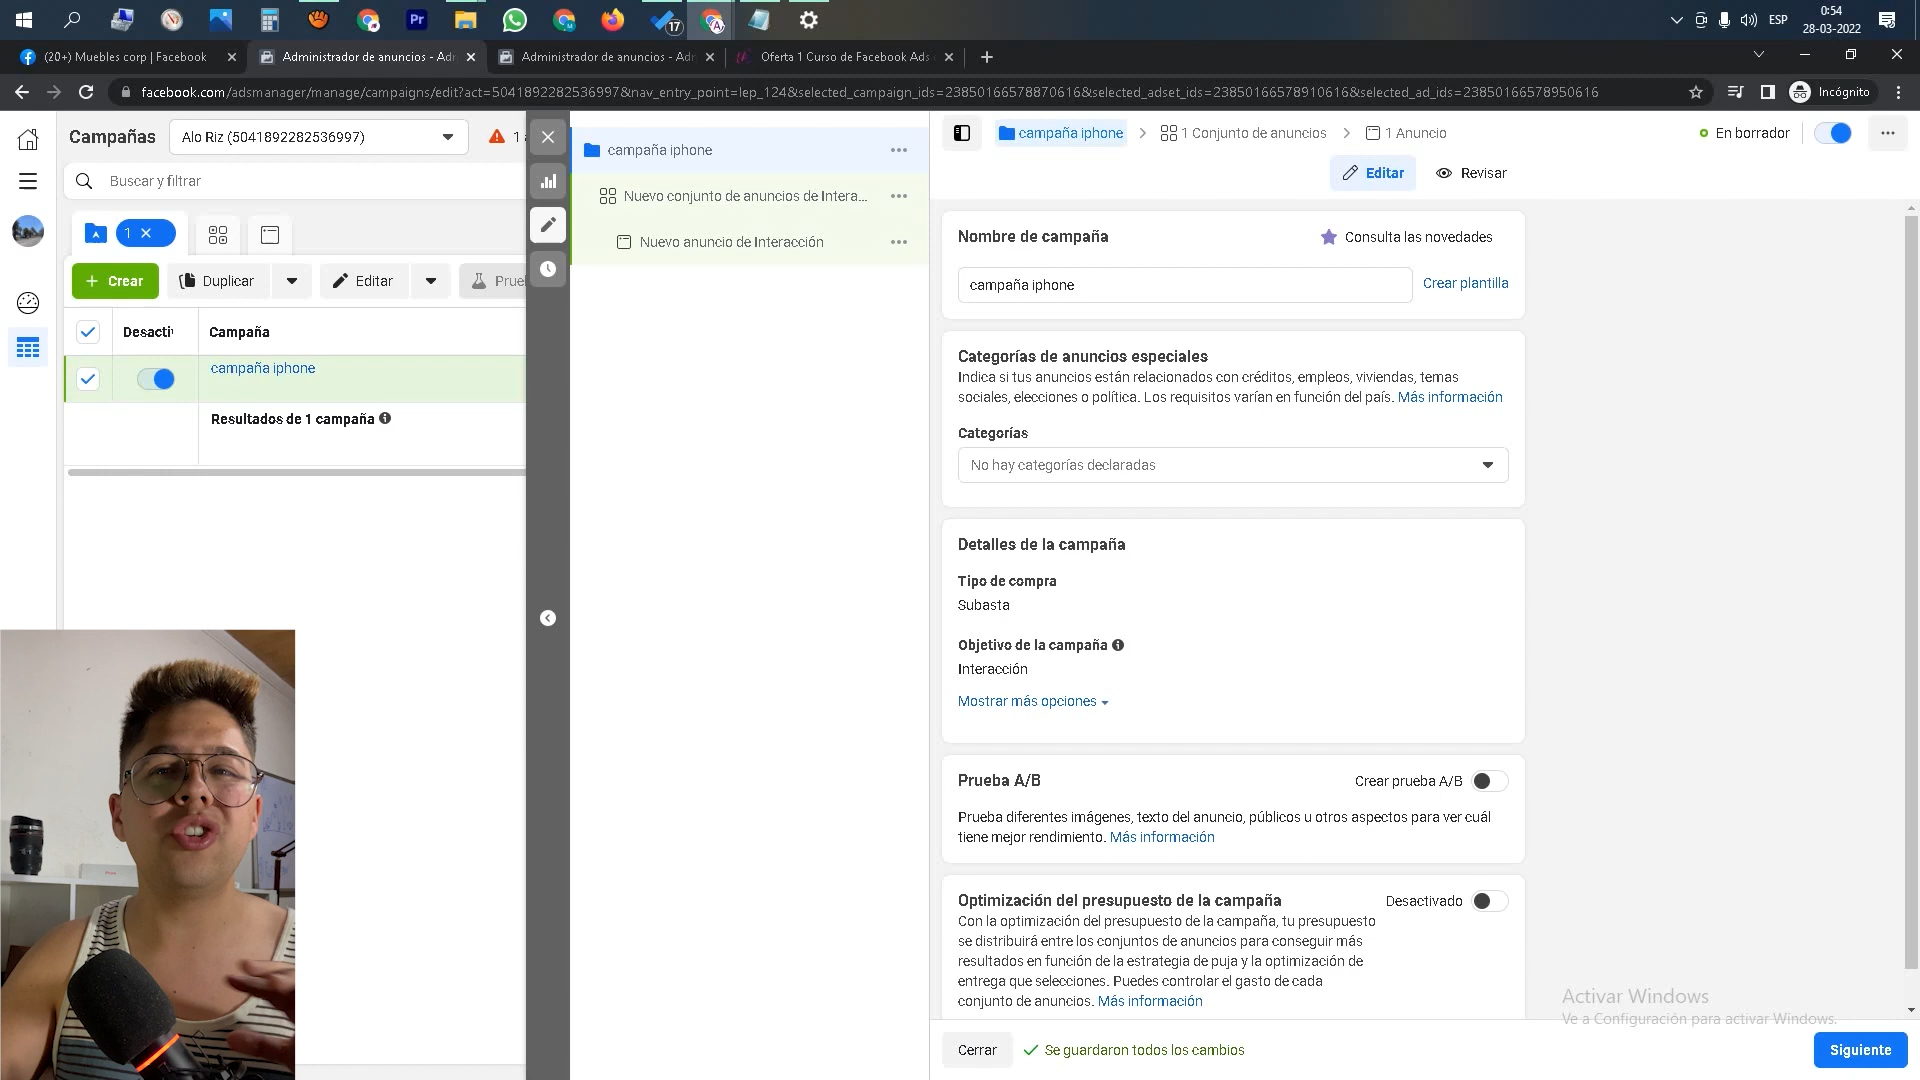 Pr
17
ESP
0:54
28-03-2022
(20+) Muebles corp | Facebook
Administrador de anuncios - Adr
Administrador de anuncios - Adr
Oferta 1 Curso de Facebook Ads
facebook.com/adsmanager/manage/campaigns/edit?act=5041892282536997&nav_entry_point=lep_124&selected_campaign_ids=23850166578870616&selected_adset_ids=23850166578910616&selected_ad_ids=23850166578950616
Incógnito
Campañas
Alo Riz (5041892282536997)
1
Buscar y filtrar
1
Crear
Duplicar
Editar
Prue
Desacti
Campaña
campaña iphone
Resultados de 1 campaña
campaña iphone
Nuevo conjunto de anuncios de Intera...
Nuevo anuncio de Interacción
campaña iphone
1 Conjunto de anuncios
1 Anuncio
En borrador
Editar
Revisar
Nombre de campaña
Consulta las novedades
campaña iphone
Crear plantilla
Categorías de anuncios especiales
Indica si tus anuncios están relacionados con créditos, empleos, viviendas, temas
sociales, elecciones o política. Los requisitos varían en función del país. Más información
Categorías
No hay categorías declaradas
Detalles de la campaña
Tipo de compra
Subasta
Objetivo de la campaña
Interacción
Mostrar más opciones
Prueba A/B
Crear prueba A/B
Prueba diferentes imágenes, texto del anuncio, públicos u otros aspectos para ver cuál
tiene mejor rendimiento. Más información
Optimización del presupuesto de la campaña
Desactivado
Con la optimización del presupuesto de la campaña, tu presupuesto
se distribuirá entre los conjuntos de anuncios para conseguir más
resultados en función de la estrategia de puja y la optimización de
entrega que selecciones. Puedes controlar el gasto de cada
conjunto de anuncios. Más información
Activar Windows
Ve a Configuración para activar Windows.
Cerrar
Se guardaron todos los cambios
Siguiente